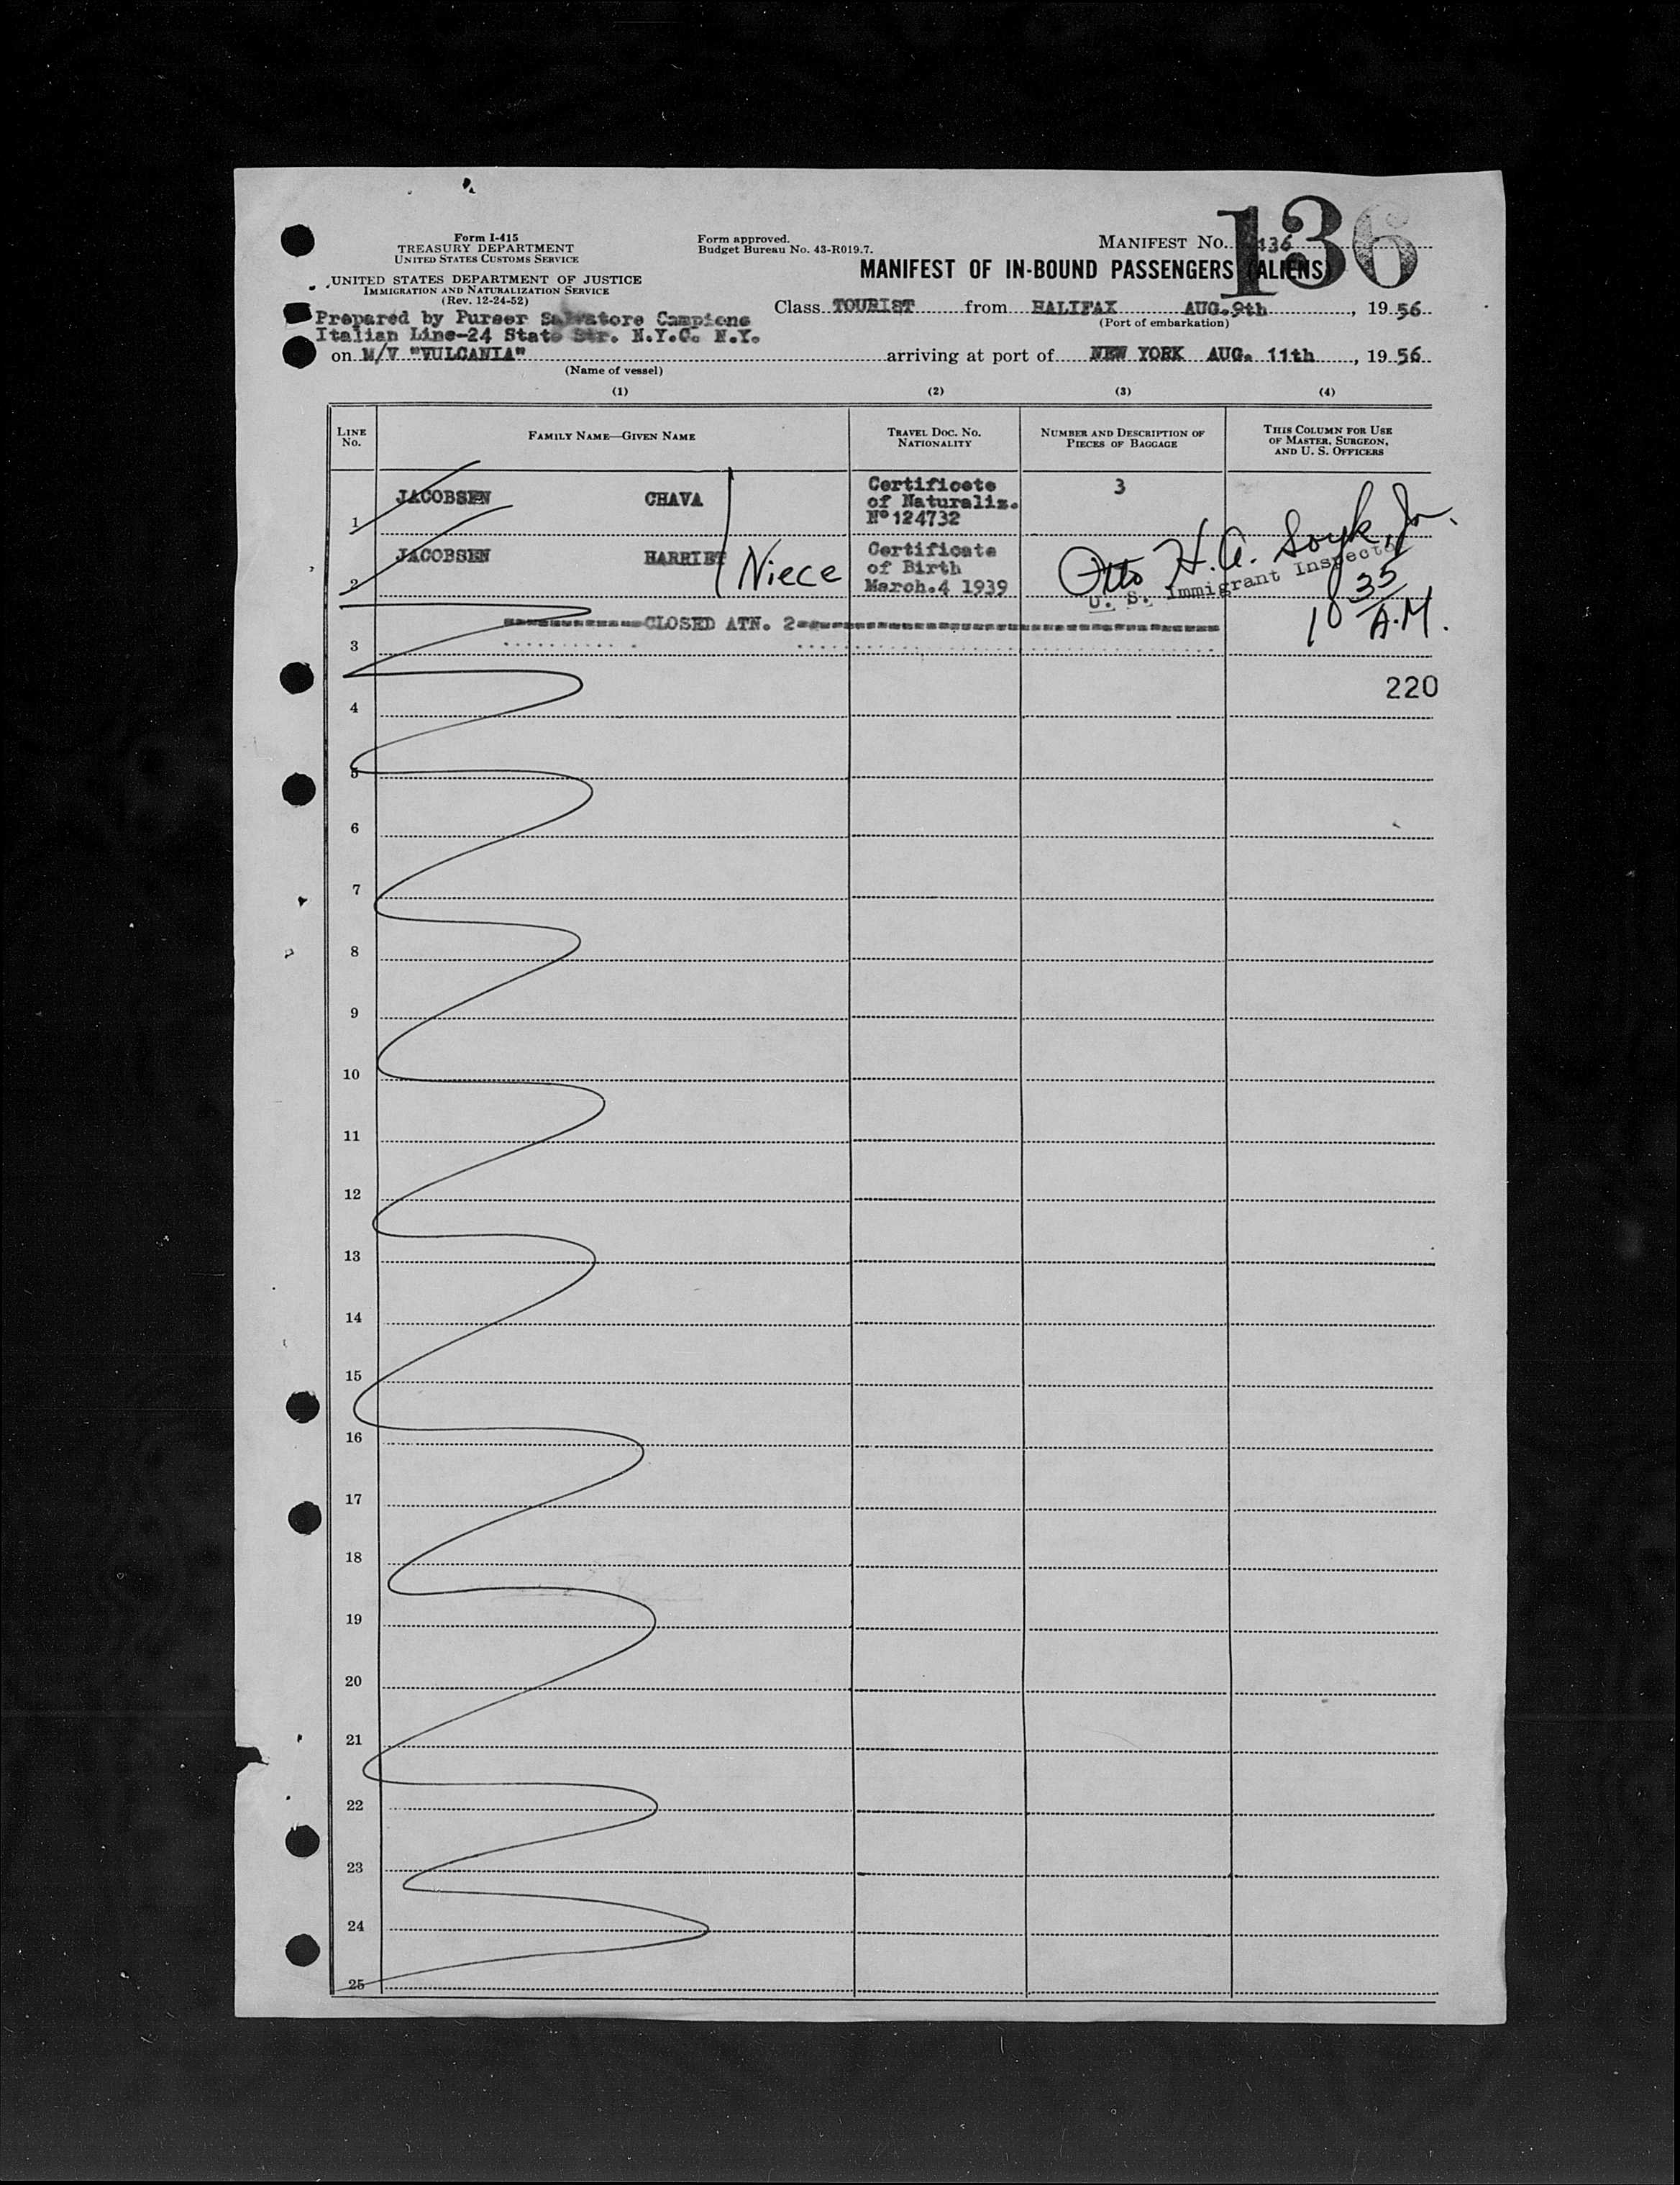 136
Form I-415
TREASURY DEPARTMENT
UNITED STATES CUSTOMS SERVICE
UNITED STATES DEPARTMENT OF JUSTICE
IMMIGRATION AND NATURALIZATION SERVICE
(Rev. 12-24-52)
Form approved.
Budget Bureau No. 43-R019.7.
MANIFEST NO. 136
MANIFEST OF IN-BOUND PASSENGERS (ALIENS)
Class TOURIST from HALIFAX AUG.9th, 1956
(Port of embarkation)
Prepared by Purser Salvatore Campione
Italian Line-24 State Str. N.Y.C. N.Y.
on M/V "VULCANIA" arriving at port of NEW YORK AUG. 11th, 1956
(Name of vessel)
(1) (2) (3) (4)
LINE NO.
FAMILY NAME—GIVEN NAME
TRAVEL DOC. NO. NATIONALITY
NUMBER AND DESCRIPTION OF PIECES OF BAGGAGE
THIS COLUMN FOR USE OF MASTER, SURGEON, AND U. S. OFFICERS
1 JACOBSEN CHAVA
Certificate
of Naturaliz.
Nº 124732
3
2 JACOBSEN HARRIET Niece
Certificate
of Birth
March.4 1939
Otto H. A. Soyk, Jr.
U. S. Immigrant Inspector
10 35 A.M.
3 CLOSED ATN. 2
220
4
5
6
7
8
9
10
11
12
13
14
15
16
17
18
19
20
21
22
23
24
25